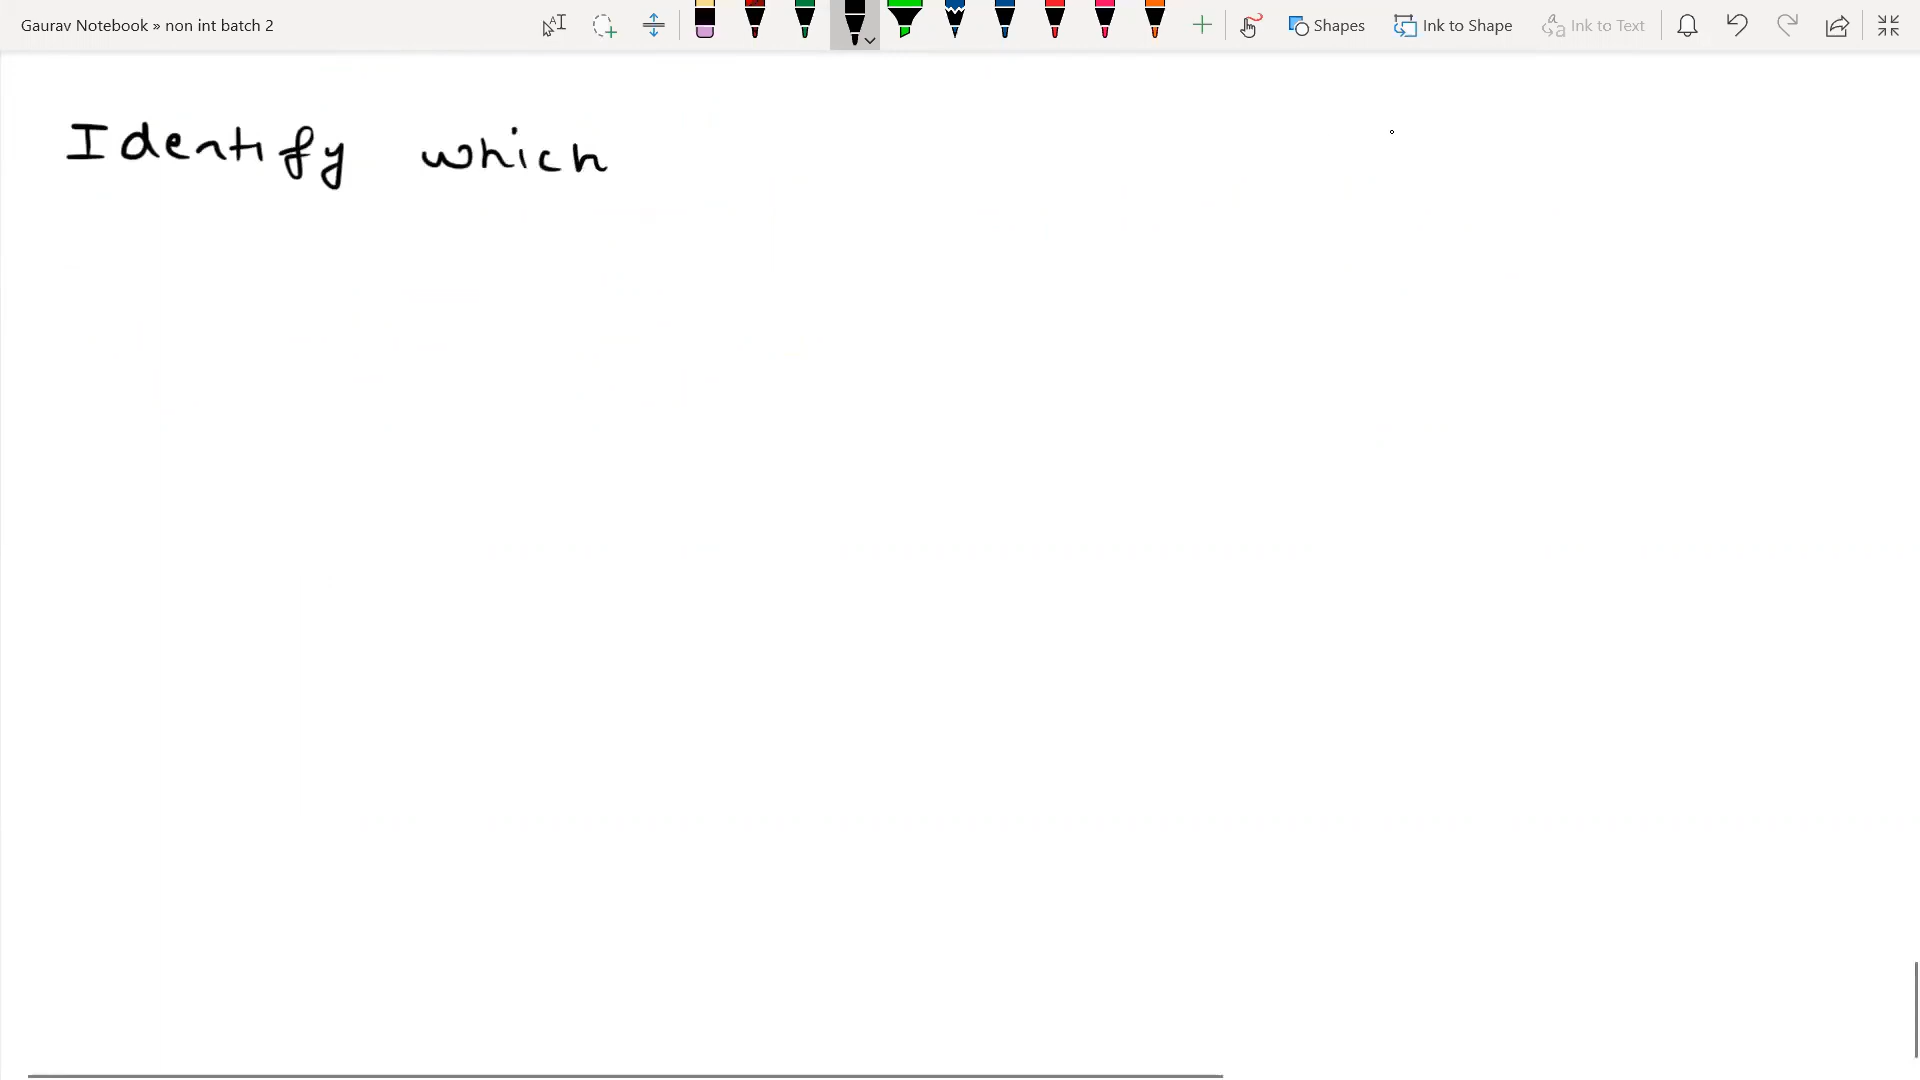 Gaurav Notebook » non int batch 2
Shapes
Ink to Shape
Ink to Text
Identify which